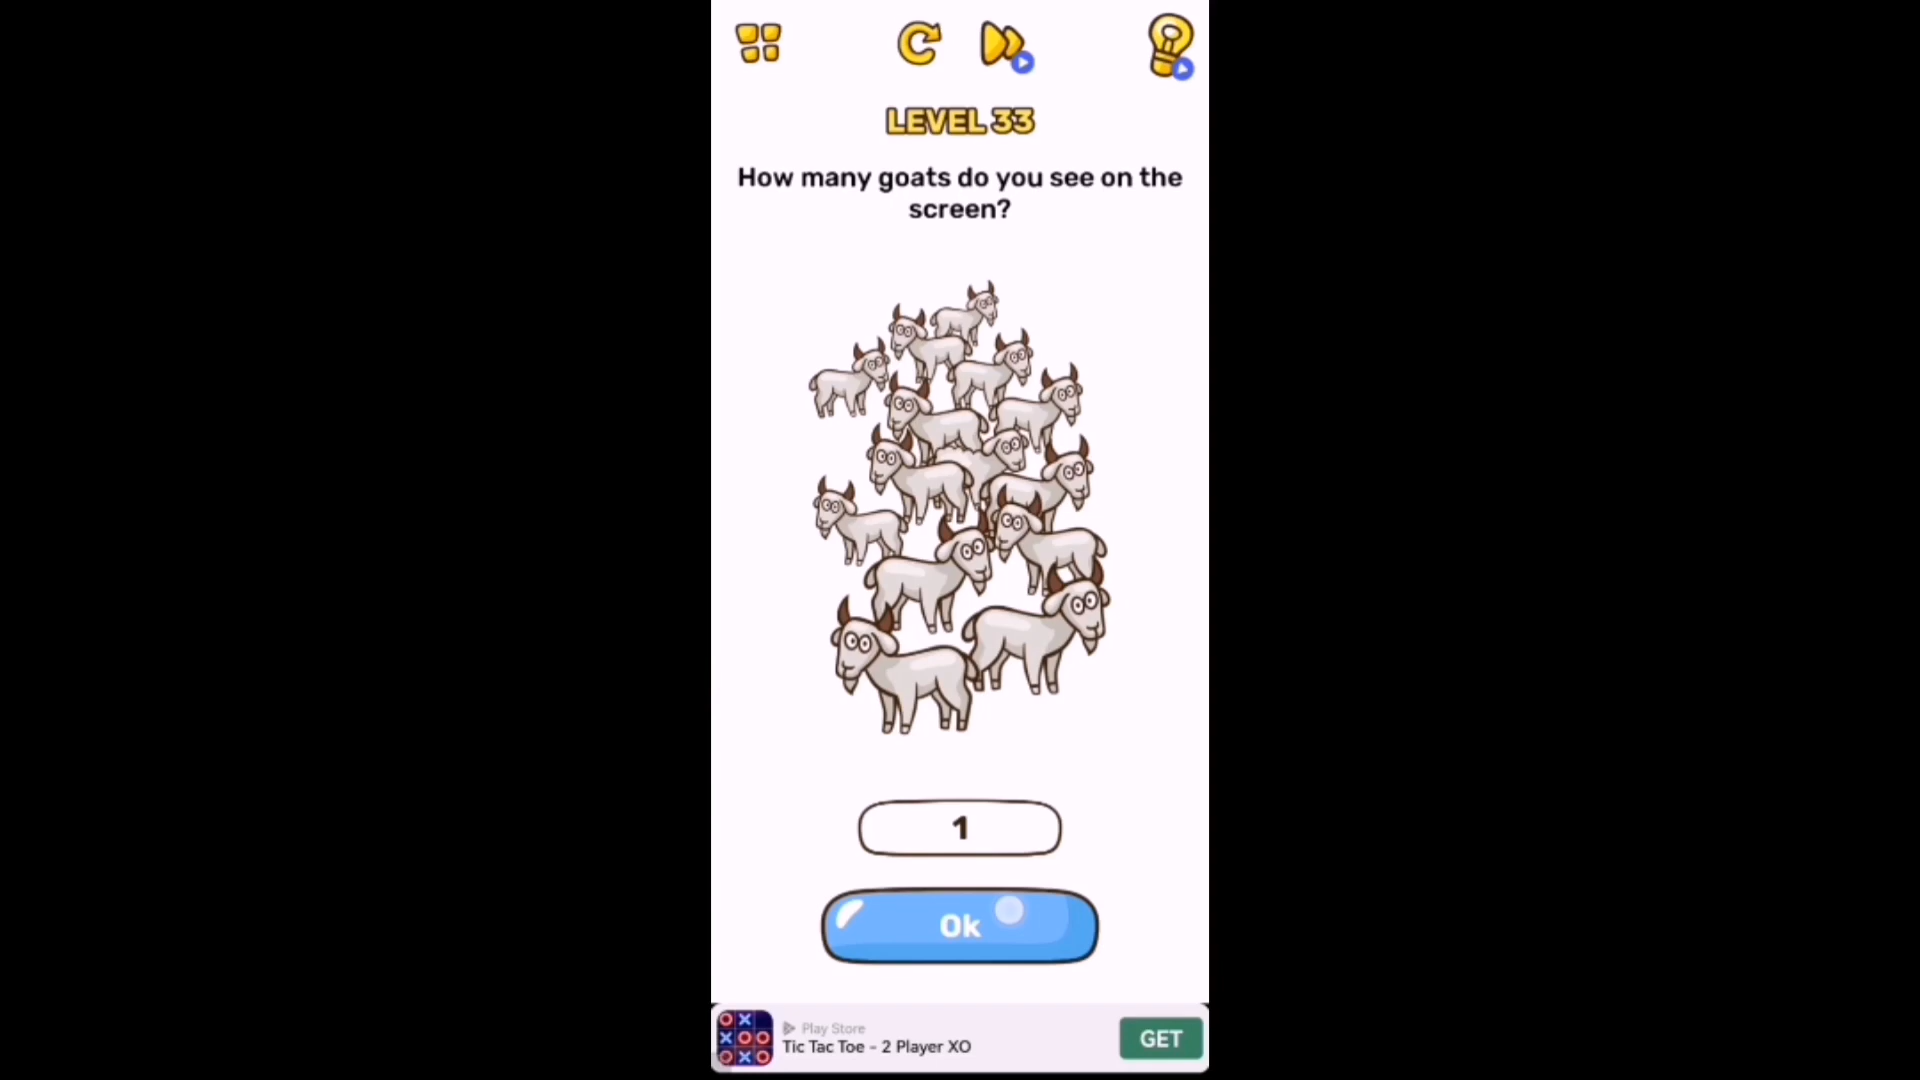 LEVEL 33
How many goats do you see on the
screen?
1
Ok
Play Store
Tic Tac Toe - 2 Player XO
GET